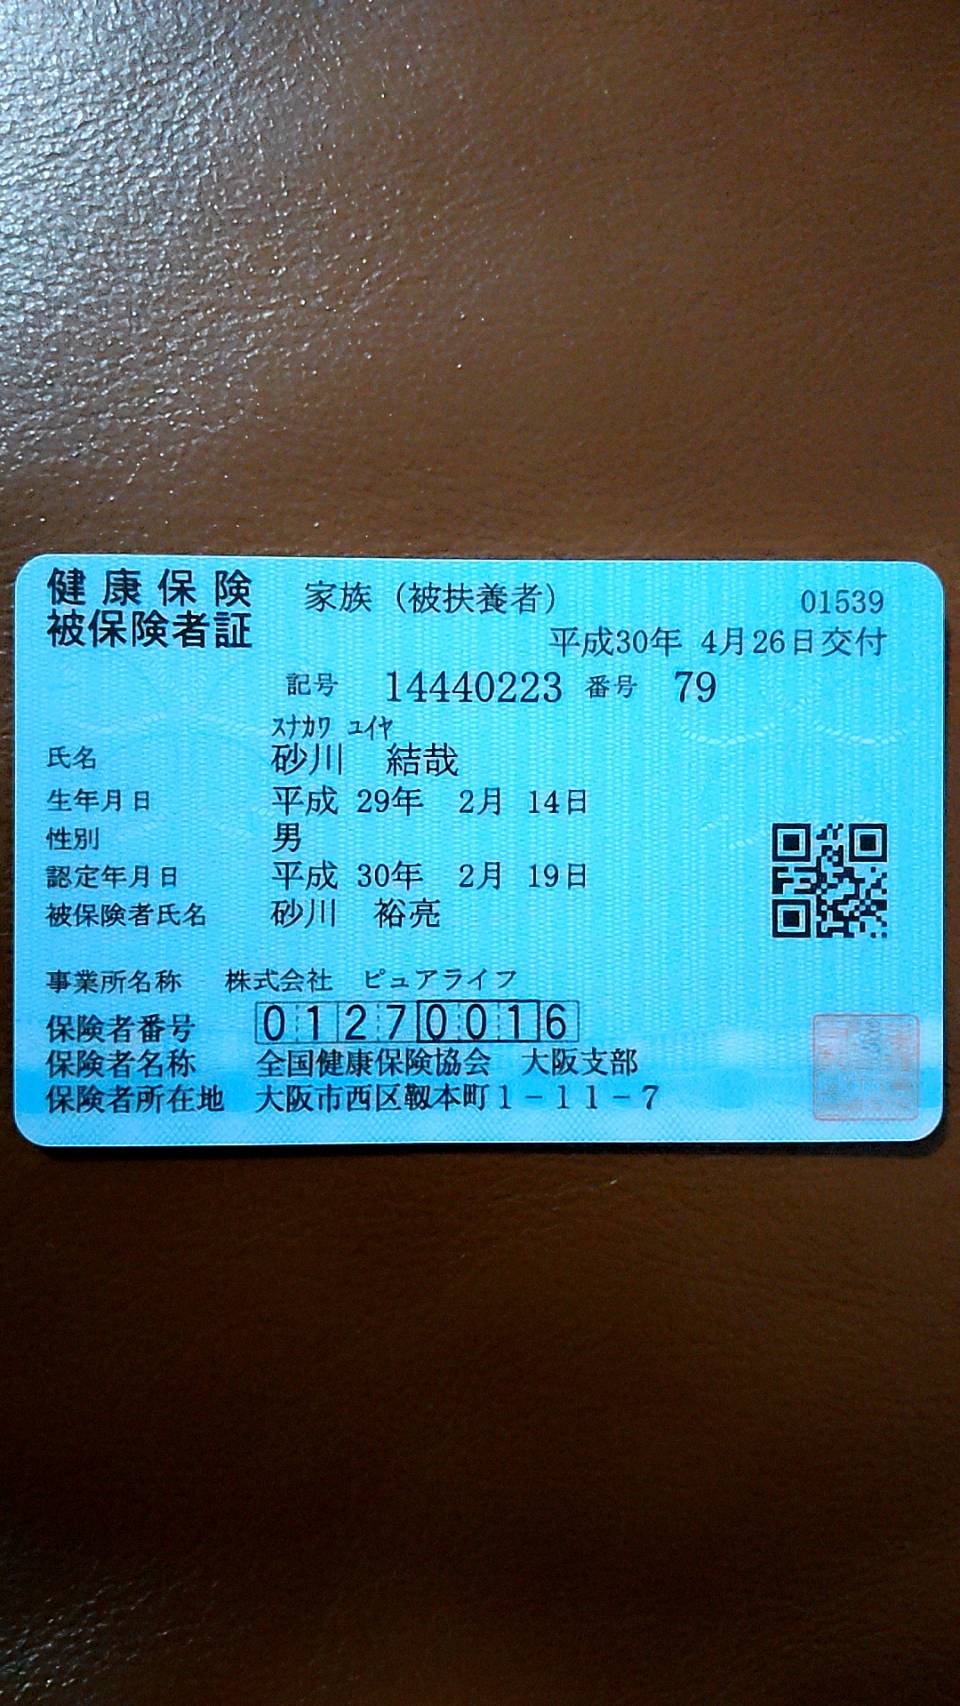 健康保険 家族（被扶養者） 01539
被保険者証 平成30年 4月26日交付
記号 14440223 番号 79
ｽﾅｶﾜ ﾕｲﾔ
氏名 砂川 結哉
生年月日 平成 29年 2月 14日
性別 男
認定年月日 平成 30年 2月 19日
被保険者氏名 砂川 裕亮
事業所名称 株式会社 ピュアライフ
保険者番号 01270016
保険者名称 全国健康保険協会 大阪支部
保険者所在地 大阪市西区靱本町１－１１－７